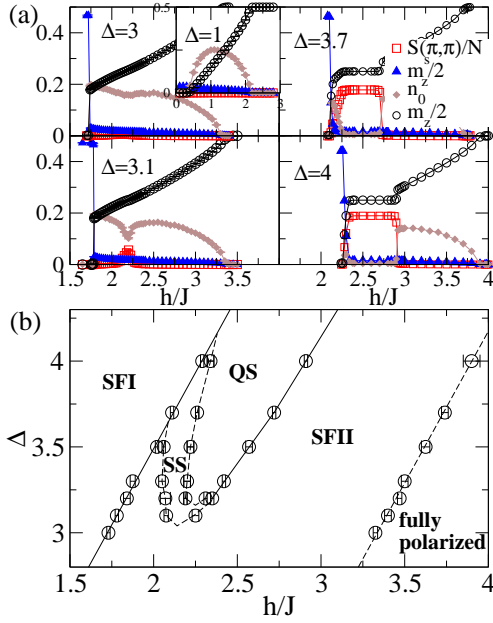 (a)
0.4
0.2
0
Δ=3
0.5
0
Δ=1
0
1
2
3
Δ=3.7
S(π,π)/N
m_s/2
n_0
m_z/2
0.4
0.2
0
Δ=3.1
Δ=4
1.5 2 2.5 3
2 2.5 3 3.5 4
h/J h/J
(b)
SFI
QS
SS
SFII
fully
polarized
4
3.5
3
Δ
1.5 2 2.5 3 3.5 4
h/J